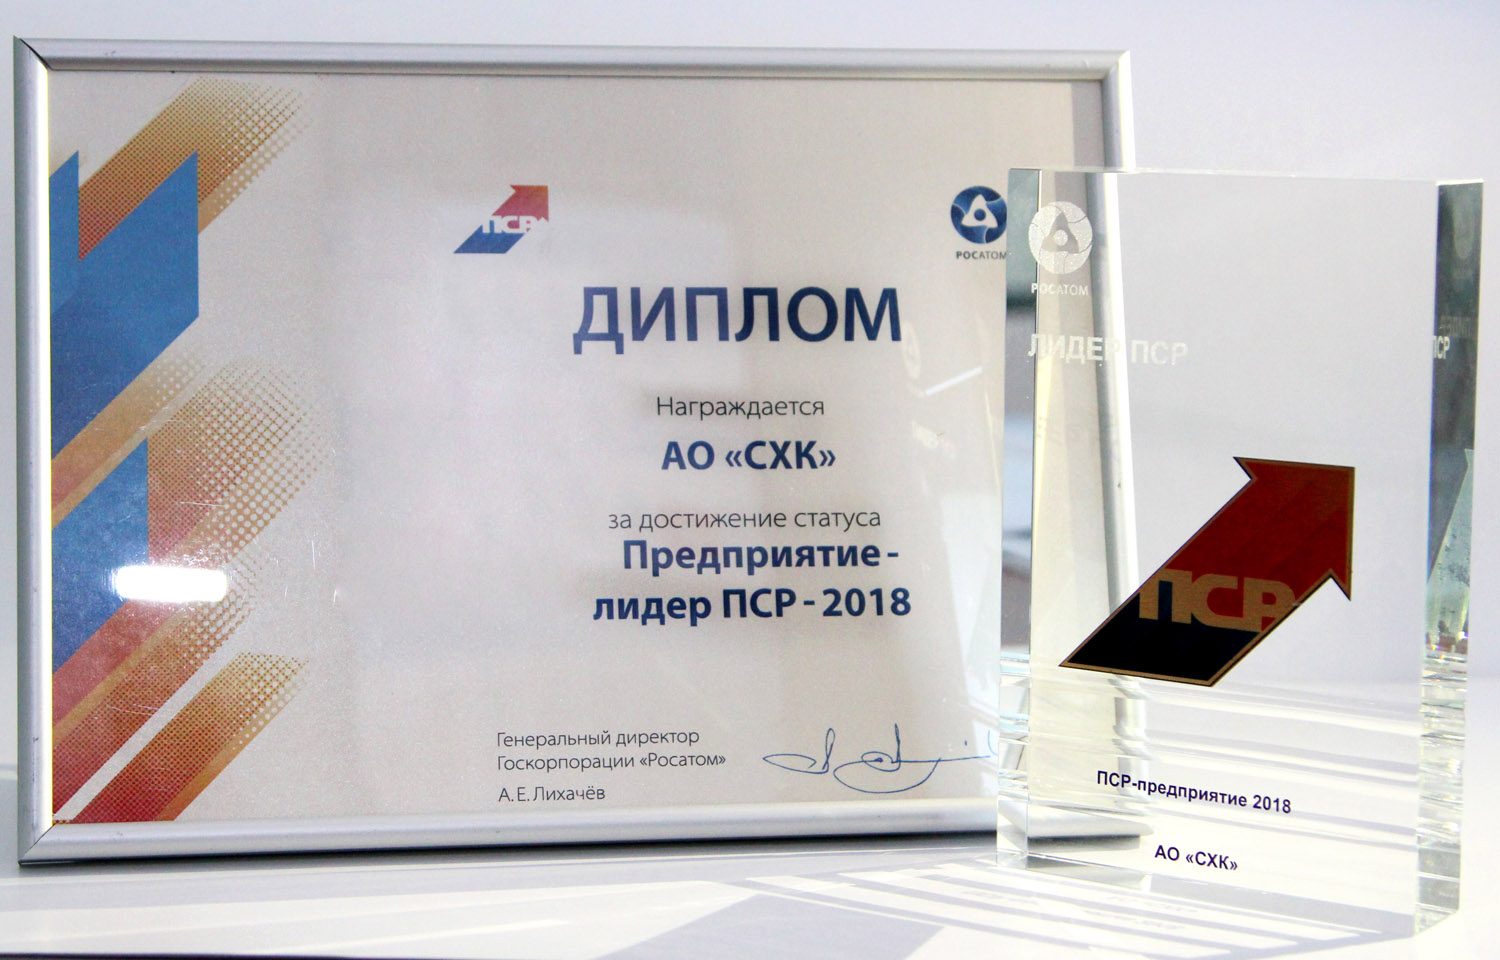 ПСР
РОСАТОМ
ДИПЛОМ
Награждается
АО «СХК»
за достижение статуса
Предприятие-
лидер ПСР - 2018
Генеральный директор
Госкорпорации «Росатом»
А. Е. Лихачёв
РОСАТОМ
ЛИДЕР ПСР
ПСР
ПСР-предприятие 2018
АО «СХК»